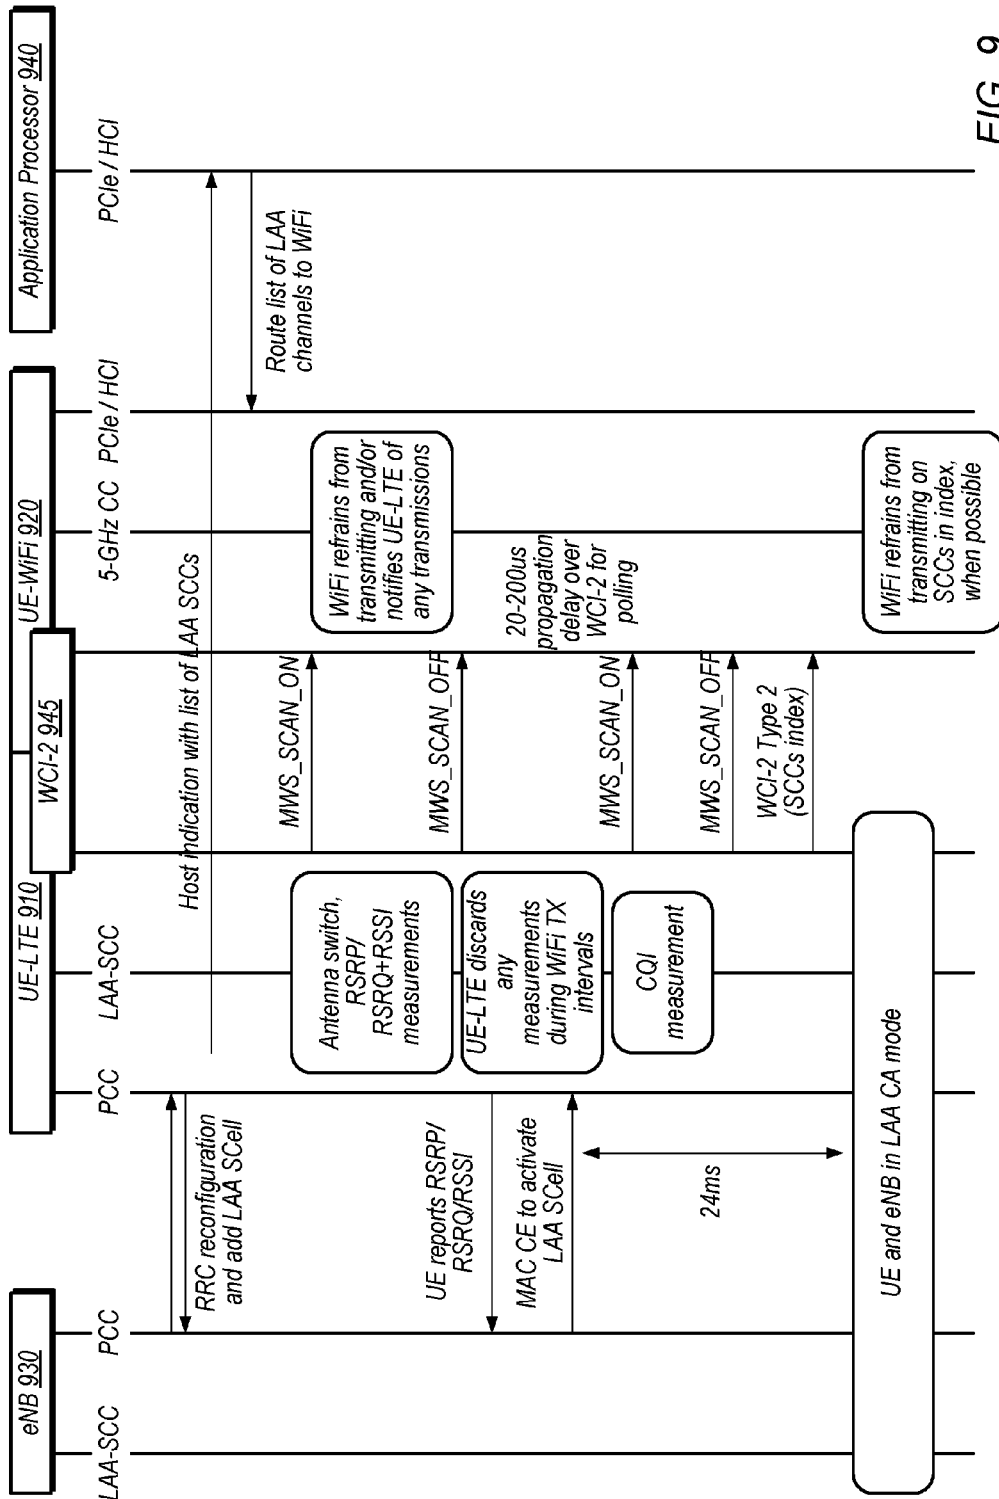 eNB 930
UE-LTE 910
WCI-2 945
UE-WiFi 920
Application Processor 940
LAA-SCC
PCC
PCC
LAA-SCC
5-GHz CC
PCIe / HCI
PCIe / HCI
RRC reconfiguration
and add LAA SCell
Host indication with list of LAA SCCs
Route list of LAA
channels to WiFi
Antenna switch,
RSRP/
RSRQ+RSSI
measurements
MWS_SCAN_ON
WiFi refrains from
transmitting and/or
notifies UE-LTE of
any transmissions
UE reports RSRP/
RSRQ/RSSI
MWS_SCAN_OFF
UE-LTE discards
any
measurements
during WiFi TX
intervals
MAC CE to activate
LAA SCell
20-200us
propagation
delay over
WCI-2 for
polling
CQI
measurement
MWS_SCAN_ON
24ms
MWS_SCAN_OFF
WCI-2 Type 2
(SCCs index)
UE and eNB in LAA CA mode
WiFi refrains from
transmitting on
SCCs in index,
when possible
FIG. 9